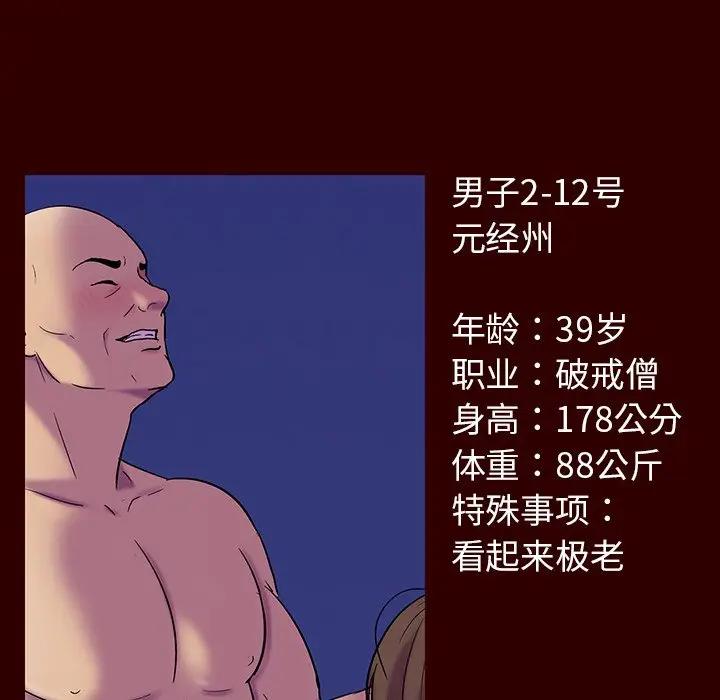 男子2-12号
元经州
年龄：39岁
职业：破戒僧
身高：178公分
体重：88公斤
特殊事项：
看起来极老